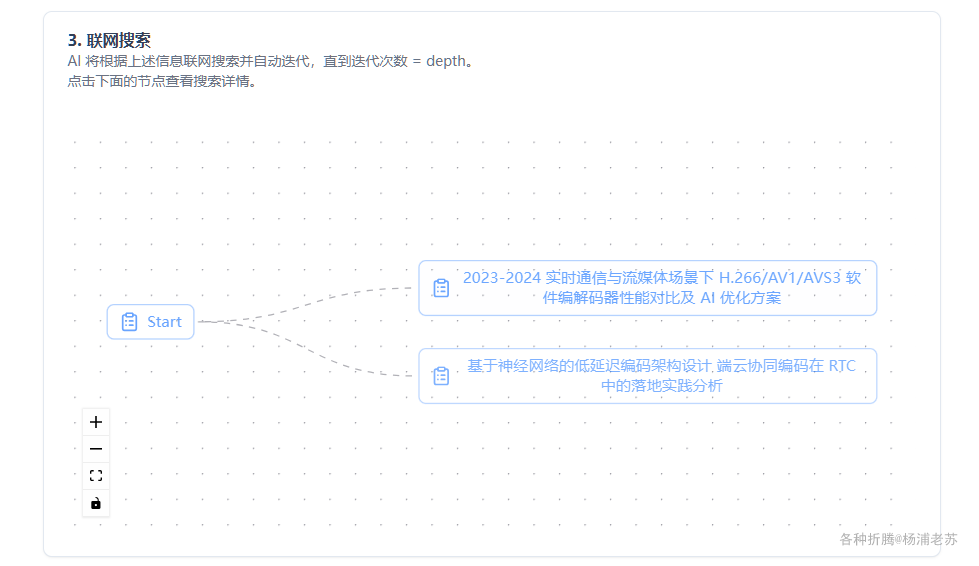 3. 联网搜索
AI 将根据上述信息联网搜索并自动迭代，直到迭代次数 = depth。
点击下面的节点查看搜索详情。
2023-2024 实时通信与流媒体场景下 H.266/AV1/AVS3 软
件编解码器性能对比及 AI 优化方案
Start
基于神经网络的低延迟编码架构设计 端云协同编码在 RTC
中的落地实践分析
各种折腾@杨浦老苏